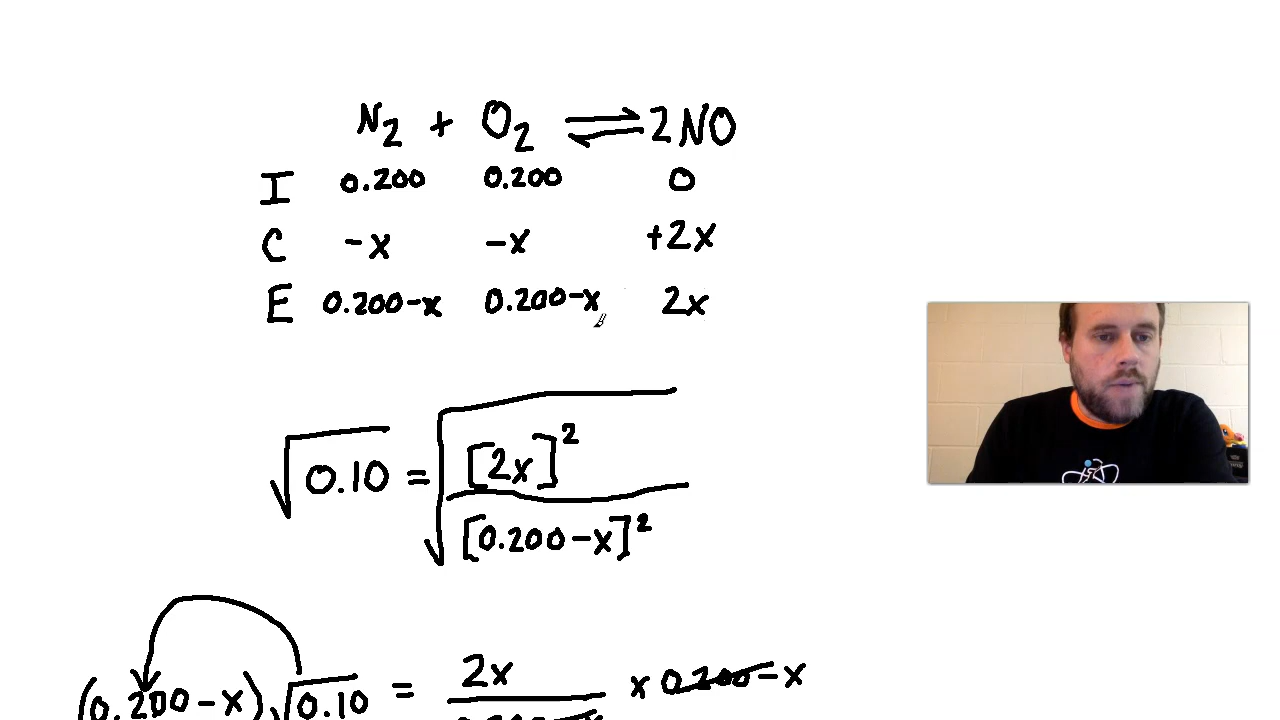 N₂ + O₂ ⇌ 2NO
I 0.200 0.200 0
C -x -x +2x
E 0.200-x 0.200-x 2x
√0.10 = √([2x]² / [0.200-x]²)
(0.200-x)√0.10 = 2x x 0.200-x